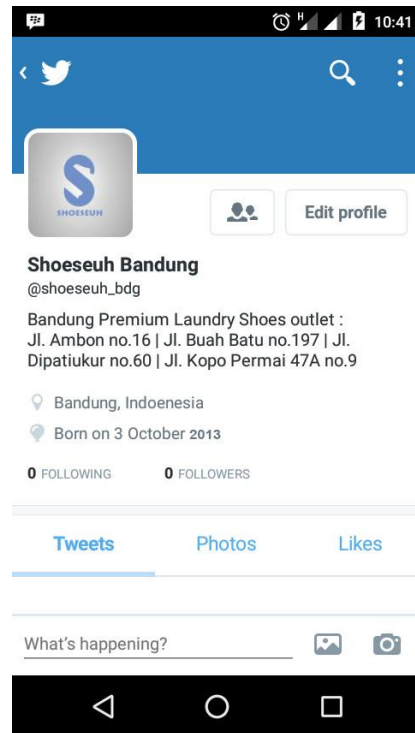 H 10:41
S
SHOESEUH
Edit profile
Shoeseuh Bandung
@shoeseuh_bdg
Bandung Premium Laundry Shoes outlet :
Jl. Ambon no.16 | Jl. Buah Batu no.197 | Jl.
Dipatiukur no.60 | Jl. Kopo Permai 47A no.9
Bandung, Indoenesia
Born on 3 October 2013
0 FOLLOWING 0 FOLLOWERS
Tweets Photos Likes
What's happening?